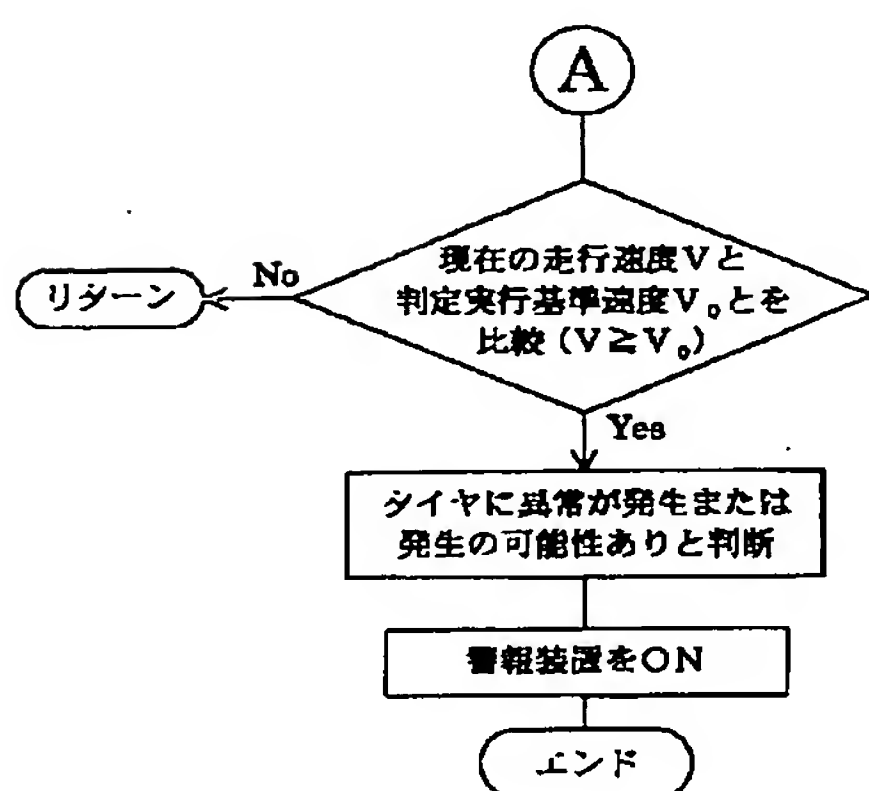 A
現在の走行速度Vと
判定実行基準速度V₀とを
比較(V≧V₀)
No
リターン
Yes
タイヤに異常が発生または
発生の可能性ありと判断
警報装置をON
エンド